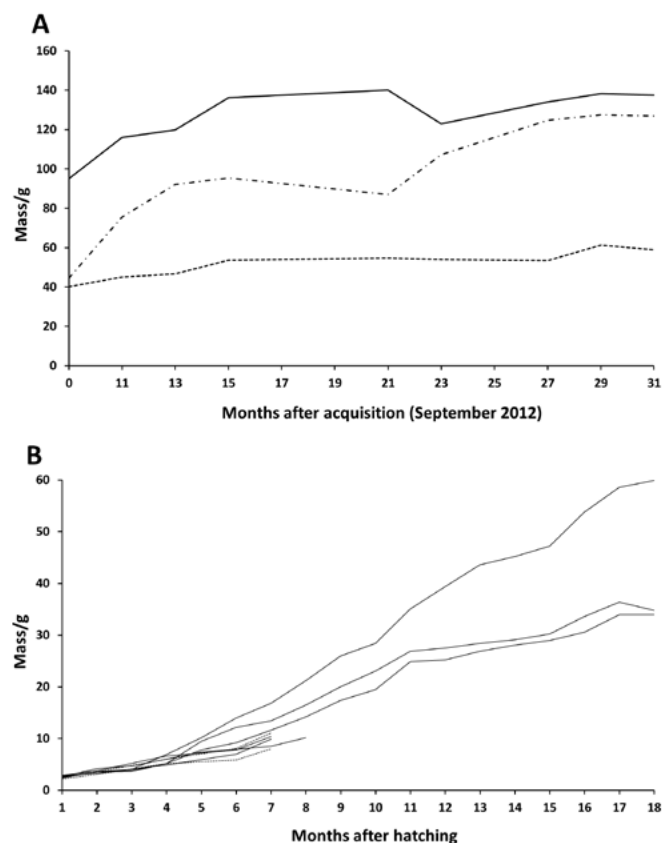 A
160
140
120
100
80
60
40
20
0
Mass/g
0 11 13 15 17 19 21 23 25 27 29 31
Months after acquisition (September 2012)
B
60
50
40
30
20
10
0
Mass/g
1 2 3 4 5 6 7 8 9 10 11 12 13 14 15 16 17 18
Months after hatching